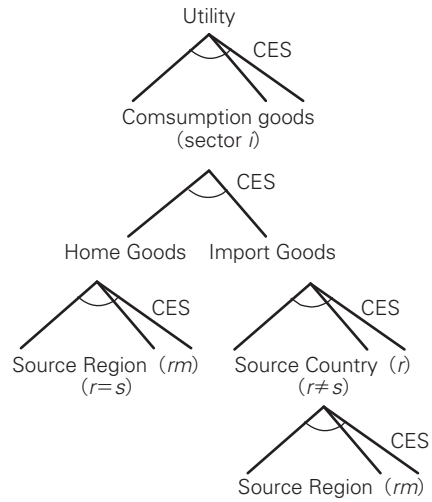 Utility
CES
Comsumption goods
(sector i)
CES
Home Goods Import Goods
CES CES
Source Region (rm) Source Country (r)
(r=s) (r≠s)
CES
Source Region (rm)